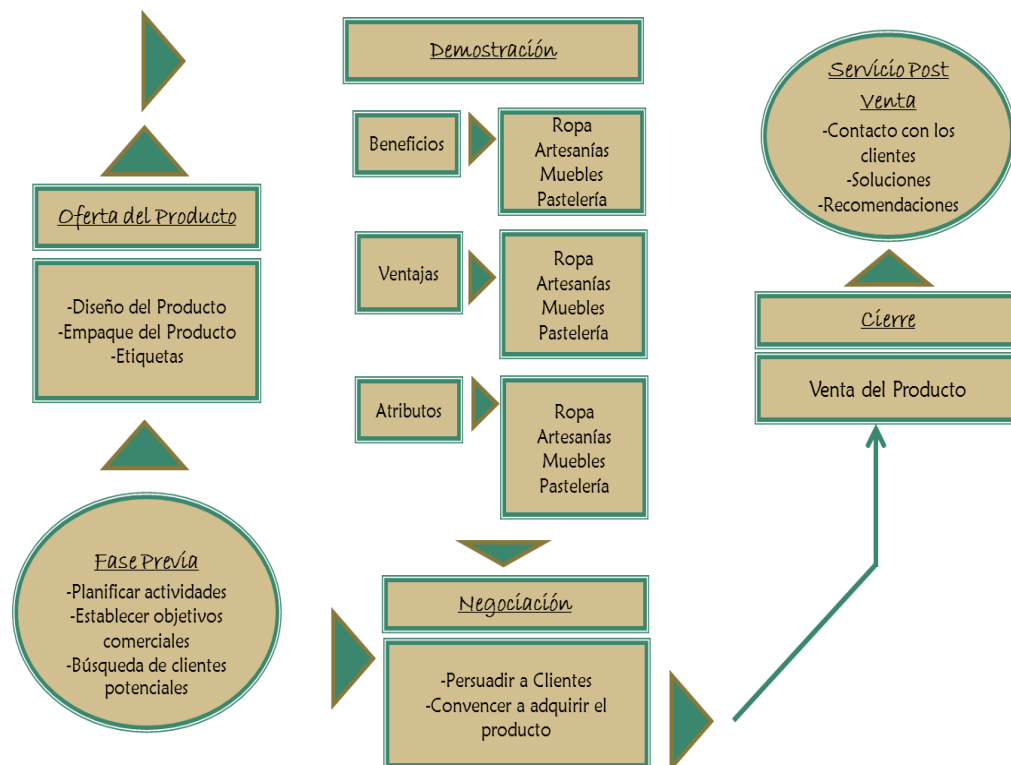 Fase Previa
-Planificar actividades
-Establecer objetivos
comerciales
-Búsqueda de clientes
potenciales
Oferta del Producto
-Diseño del Producto
-Empaque del Producto
-Etiquetas
Demostración
Beneficios
Ropa
Artesanías
Muebles
Pastelería
Ventajas
Ropa
Artesanías
Muebles
Pastelería
Atributos
Ropa
Artesanías
Muebles
Pastelería
Negociación
-Persuadir a Clientes
-Convencer a adquirir el
producto
Cierre
Venta del Producto
Servicio Post
Venta
-Contacto con los
clientes
-Soluciones
-Recomendaciones